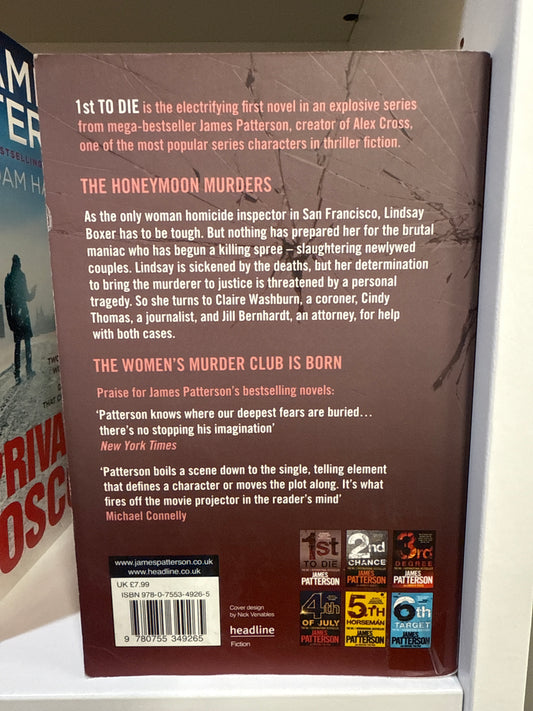 1st TO DIE is the electrifying first novel in an explosive series
from mega-bestseller James Patterson, creator of Alex Cross,
one of the most popular series characters in thriller fiction.
THE HONEYMOON MURDERS
As the only woman homicide inspector in San Francisco, Lindsay
Boxer has to be tough. But nothing has prepared her for the brutal
maniac who has begun a killing spree – slaughtering newlywed
couples. Lindsay is sickened by the deaths, but her determination
to bring the murderer to justice is threatened by a personal
tragedy. So she turns to Claire Washburn, a coroner, Cindy
Thomas, a journalist, and Jill Bernhardt, an attorney, for help
with both cases.
THE WOMEN'S MURDER CLUB IS BORN
Praise for James Patterson's bestselling novels:
‘Patterson knows where our deepest fears are buried…
there's no stopping his imagination’
New York Times
‘Patterson boils a scene down to the single, telling element
that defines a character or moves the plot along. It's what
fires off the movie projector in the reader's mind’
Michael Connelly
www.jamespatterson.co.uk
www.headline.co.uk
UK £7.99
ISBN 978-0-7553-4926-5
9 780755 349265
Cover design
by Nick Venables
headline
Fiction
1st
TO DIE
JAMES
PATTERSON
2nd
CHANCE
JAMES
PATTERSON
3rd
DEGREE
JAMES
PATTERSON
4th
OF JULY
JAMES
PATTERSON
5TH
HORSEMAN
JAMES
PATTERSON
6th
TARGET
JAMES
PATTERSON
AM
TER
STSELLING
DAM HA
PRIVA
OSC